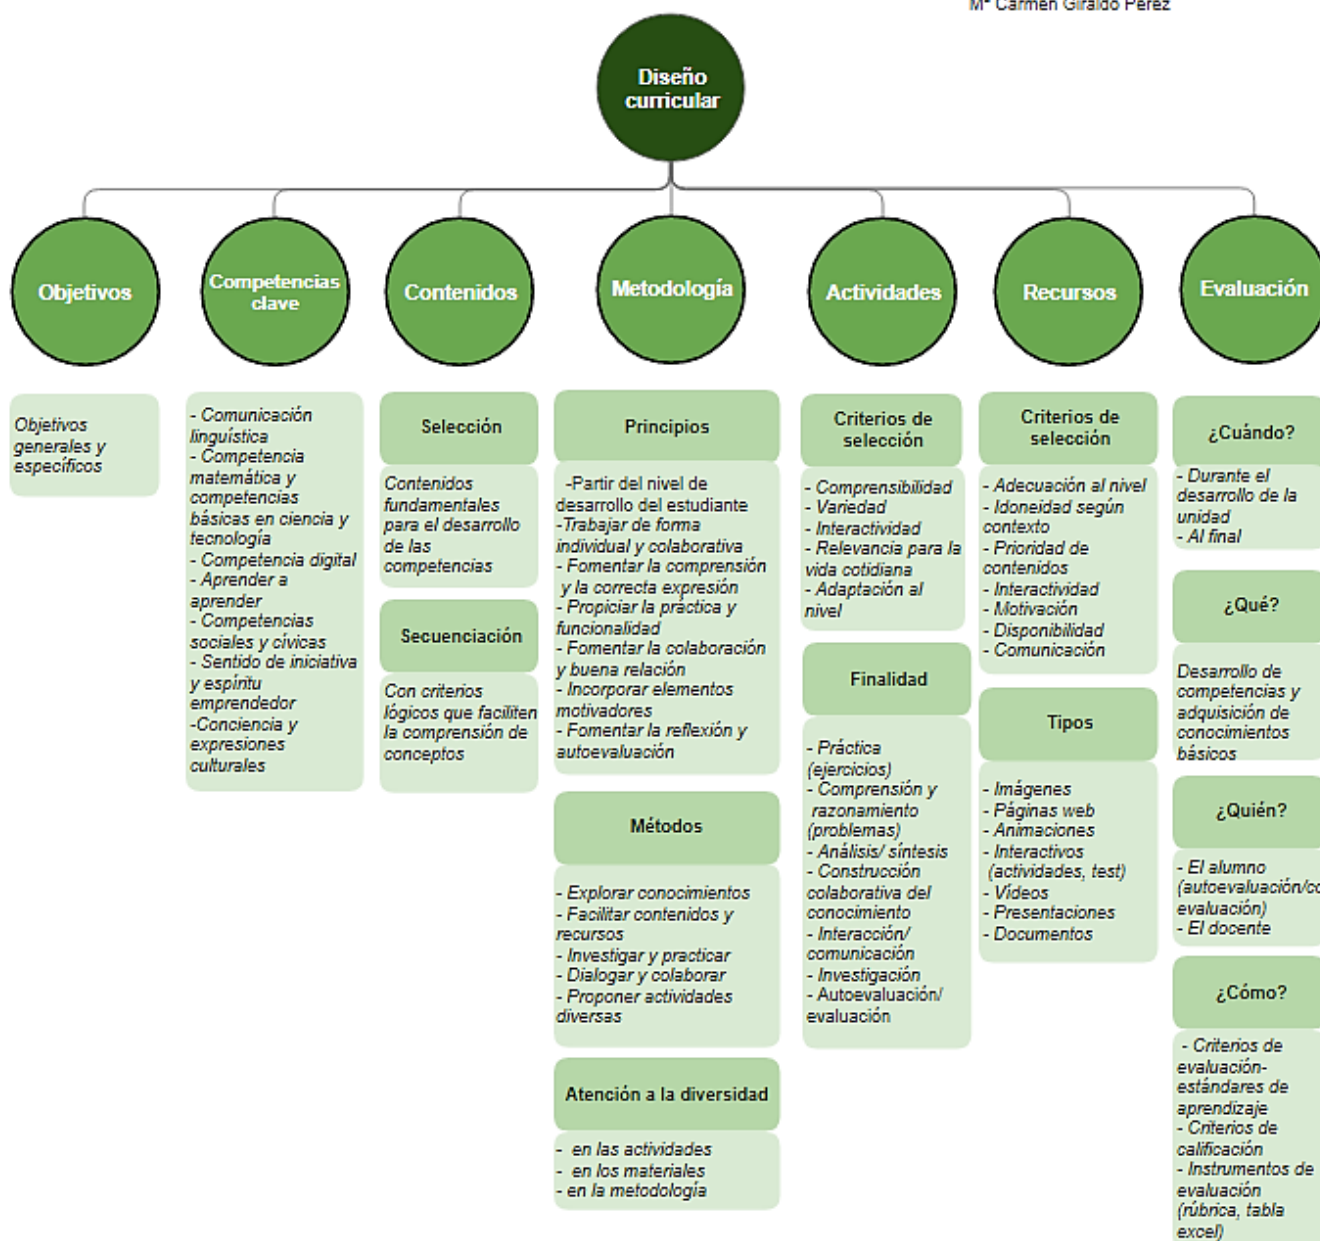 Mª Carmen Giraldo Pérez
Diseño
curricular
Objetivos
Competencias
clave
Contenidos
Metodología
Actividades
Recursos
Evaluación
Objetivos
generales y
específicos
- Comunicación
linguística
- Competencia
matemática y
competencias
básicas en ciencia y
tecnología
- Competencia digital
- Aprender a
aprender
- Competencias
sociales y cívicas
- Sentido de iniciativa
y espíritu
emprendedor
-Conciencia y
expresiones
culturales
Selección
Contenidos
fundamentales
para el desarrollo
de las
competencias
Secuenciación
Con criterios
lógicos que faciliten
la comprensión de
conceptos
Principios
-Partir del nivel de
desarrollo del estudiante
-Trabajar de forma
individual y colaborativa
- Fomentar la comprensión
y la correcta expresión
- Propiciar la práctica y
funcionalidad
- Fomentar la colaboración
y buena relación
- Incorporar elementos
motivadores
- Fomentar la reflexión y
autoevaluación
Métodos
- Explorar conocimientos
- Facilitar contenidos y
recursos
- Investigar y practicar
- Dialogar y colaborar
- Proponer actividades
diversas
Atención a la diversidad
- en las actividades
- en los materiales
- en la metodología
Criterios de
selección
- Comprensibilidad
- Variedad
- Interactividad
- Relevancia para la
vida cotidiana
- Adaptación al
nivel
Finalidad
- Práctica
(ejercicios)
- Comprensión y
razonamiento
(problemas)
- Análisis/ síntesis
- Construcción
colaborativa del
conocimiento
- Interacción/
comunicación
- Investigación
- Autoevaluación/
evaluación
Criterios de
selección
- Adecuación al nivel
- Idoneidad según
contexto
- Prioridad de
contenidos
- Interactividad
- Motivación
- Disponibilidad
- Comunicación
Tipos
- Imágenes
- Páginas web
- Animaciones
- Interactivos
(actividades, test)
- Vídeos
- Presentaciones
- Documentos
¿Cuándo?
- Durante el
desarrollo de la
unidad
- Al final
¿Qué?
Desarrollo de
competencias y
adquisición de
conocimientos
básicos
¿Quién?
- El alumno
(autoevaluación/co
evaluación)
- El docente
¿Cómo?
- Criterios de
evaluación-
estándares de
aprendizaje
- Criterios de
calificación
- Instrumentos de
evaluación
(rúbrica, tabla
excel)